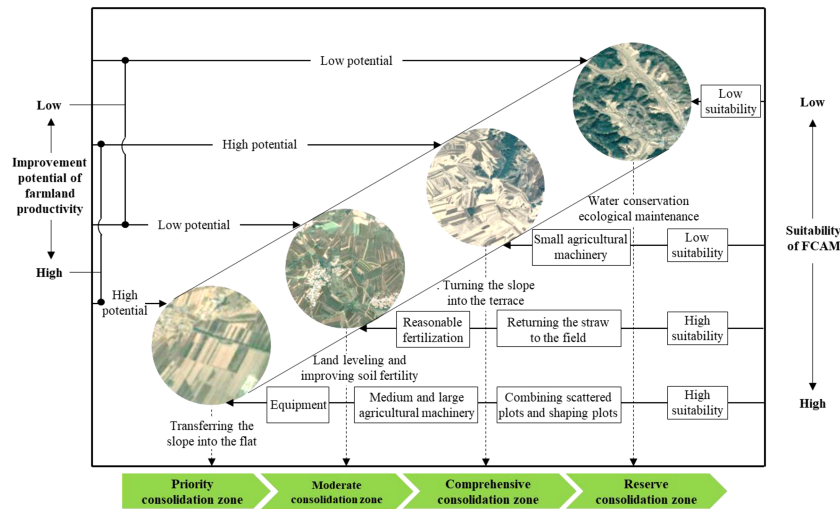 Low potential
Low
suitability
Low
Low
High potential
Improvement
potential of
farmland
productivity
Water conservation
ecological maintenance
Low potential
Suitability
of FCAM
Small agricultural
machinery
Low
suitability
High
High
potential
. Turning the slope
into the terrace
Reasonable
fertilization
Returning the straw
to the field
High
suitability
Land leveling and
improving soil fertility
Equipment
Medium and large
agricultural machinery
Combining scattered
plots and shaping plots
High
suitability
High
Transferring the
slope into the flat
Priority
consolidation zone
Moderate
consolidation zone
Comprehensive
consolidation zone
Reserve
consolidation zone